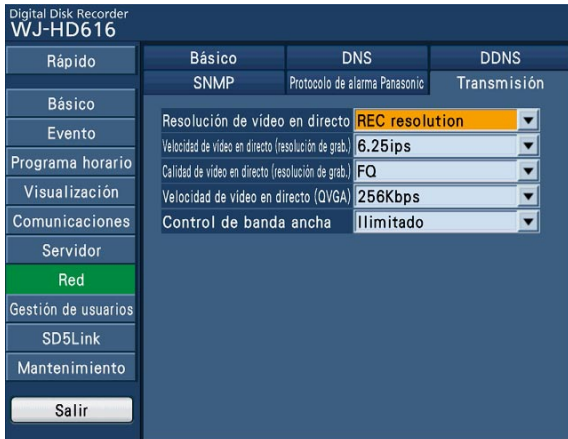 Digital Disk Recorder
WJ-HD616
Rápido
Básico
Evento
Programa horario
Visualización
Comunicaciones
Servidor
Red
Gestión de usuarios
SD5Link
Mantenimiento
Salir
Básico DNS DDNS
SNMP Protocolo de alarma Panasonic Transmisión
Resolución de vídeo en directo REC resolution
Velocidad de vídeo en directo (resolución de grab.) 6.25ips
Calidad de vídeo en directo (resolución de grab.) FQ
Velocidad de vídeo en directo (QVGA) 256Kbps
Control de banda ancha Ilimitado